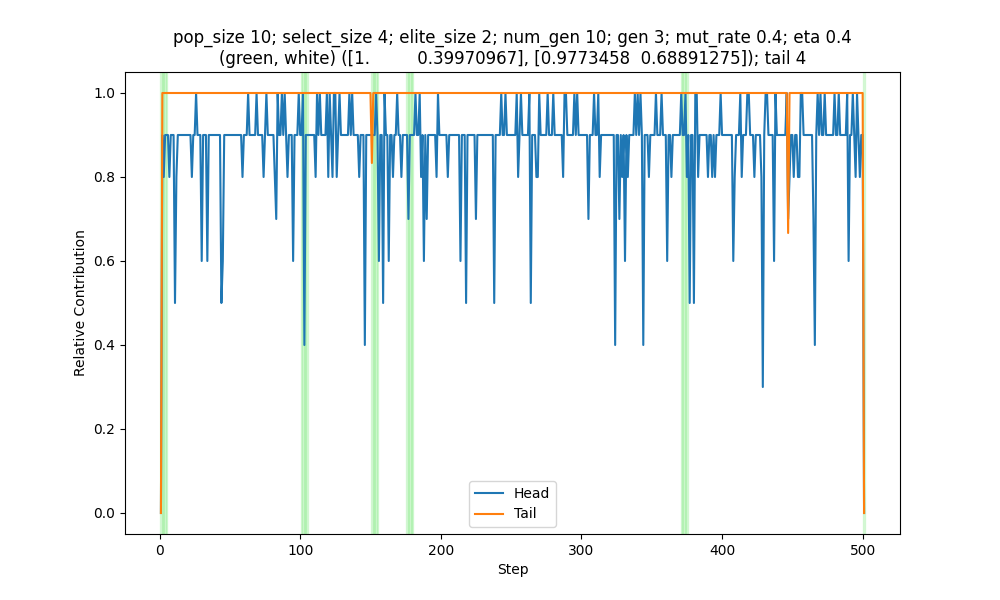 pop_size 10; select_size 4; elite_size 2; num_gen 10; gen 3; mut_rate 0.4; eta 0.4
(green, white) ([1. 0.39970967], [0.9773458 0.68891275]); tail 4
1.0
0.8
0.6
0.4
0.2
0.0
Relative Contribution
Head
Tail
0 100 200 300 400 500
Step